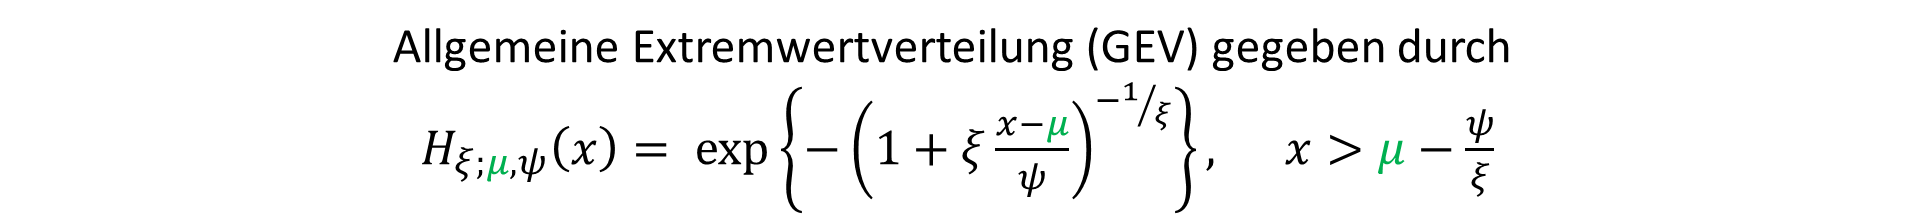 Allgemeine Extremwertverteilung (GEV) gegeben durch
H_{ξ;μ,ψ}(x) = exp{−(1 + ξ (x−μ)/ψ)^{−1/ξ}}, x > μ − ψ/ξ